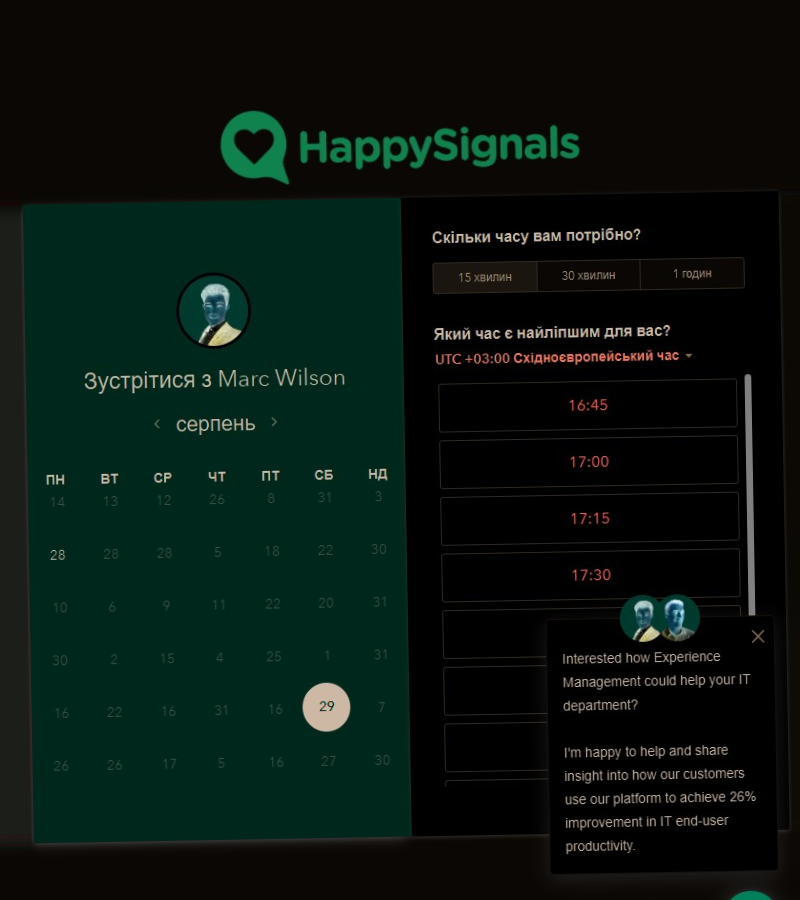 HappySignals
Зустрітися з Marc Wilson
серпень
ПН ВТ СР ЧТ ПТ СБ НД
14 13 12 26 8 31 3
28 28 28 5 18 22 30
10 6 9 11 22 20 31
30 2 15 4 25 1 31
16 22 16 31 16 29 7
26 26 17 5 16 27 30
Скільки часу вам потрібно?
15 хвилин 30 хвилин 1 годин
Який час є найліпшим для вас?
UTC +03:00 Східноєвропейський час
16:45
17:00
17:15
17:30
Interested how Experience
Management could help your IT
department?
I'm happy to help and share
insight into how our customers
use our platform to achieve 26%
improvement in IT end-user
productivity.